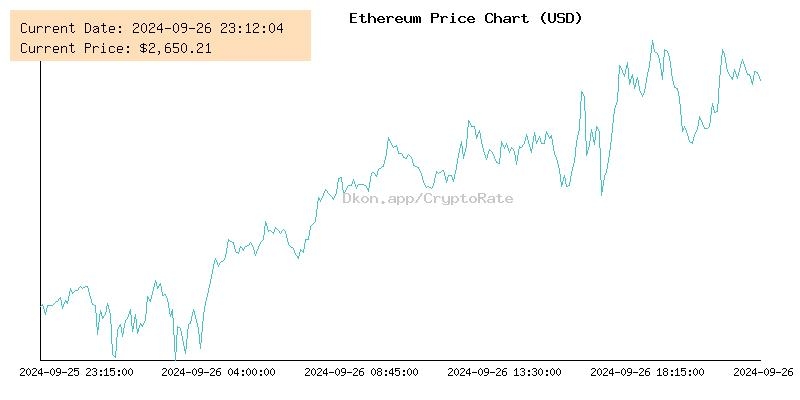 Ethereum Price Chart (USD)
Current Date: 2024-09-26 23:12:04
Current Price: $2,650.21
Dkon.app/CryptoRate
2024-09-25 23:15:00 2024-09-26 04:00:00 2024-09-26 08:45:00 2024-09-26 13:30:00 2024-09-26 18:15:00 2024-09-26